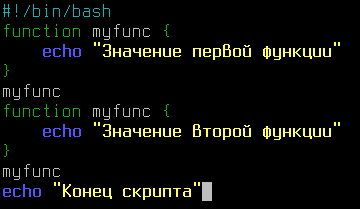 #!/bin/bash
function myfunc {
    echo "Значение первой функции"
}
myfunc
function myfunc {
    echo "Значение второй функции"
}
myfunc
echo "Конец скрипта"